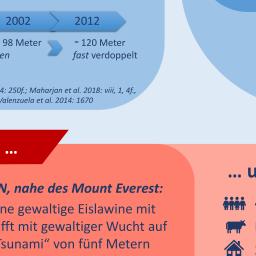 2002 2012
98 Meter - 120 Meter
en fast verdoppelt
4: 250f.; Maharjan et al. 2018: viii, 1, 4f.,
Valenzuela et al. 2014: 1670
...
N, nahe des Mount Everest:
... u
ne gewaltige Eislawine mit
fft mit gewaltiger Wucht auf
Tsunami“ von fünf Metern